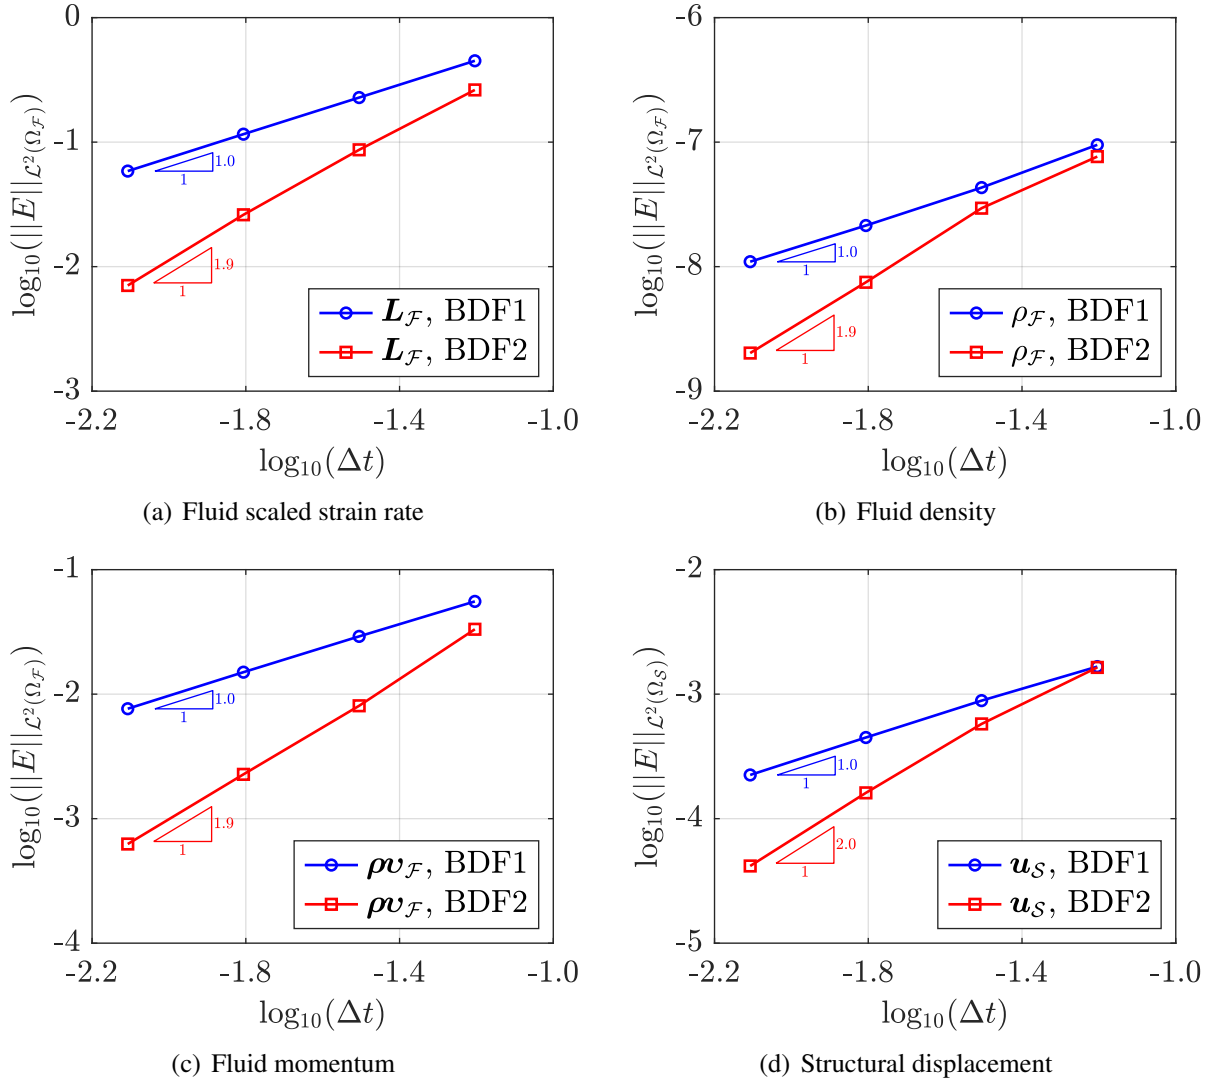 0
-1
-2
-3
log₁₀(||E||_{𝓛²(Ω_𝓕)})
1.0
1
1.9
1
𝑳_𝓕, BDF1
𝑳_𝓕, BDF2
-2.2 -1.8 -1.4 -1.0
log₁₀(Δt)
(a) Fluid scaled strain rate
-6
-7
-8
-9
log₁₀(||E||_{𝓛²(Ω_𝓕)})
1.0
1
1.9
1
ρ_𝓕, BDF1
ρ_𝓕, BDF2
-2.2 -1.8 -1.4 -1.0
log₁₀(Δt)
(b) Fluid density
-1
-2
-3
-4
log₁₀(||E||_{𝓛²(Ω_𝓕)})
1.0
1
1.9
1
𝝆𝒗_𝓕, BDF1
𝝆𝒗_𝓕, BDF2
-2.2 -1.8 -1.4 -1.0
log₁₀(Δt)
(c) Fluid momentum
-2
-3
-4
-5
log₁₀(||E||_{𝓛²(Ω_𝓢)})
1.0
1
2.0
1
𝒖_𝓢, BDF1
𝒖_𝓢, BDF2
-2.2 -1.8 -1.4 -1.0
log₁₀(Δt)
(d) Structural displacement